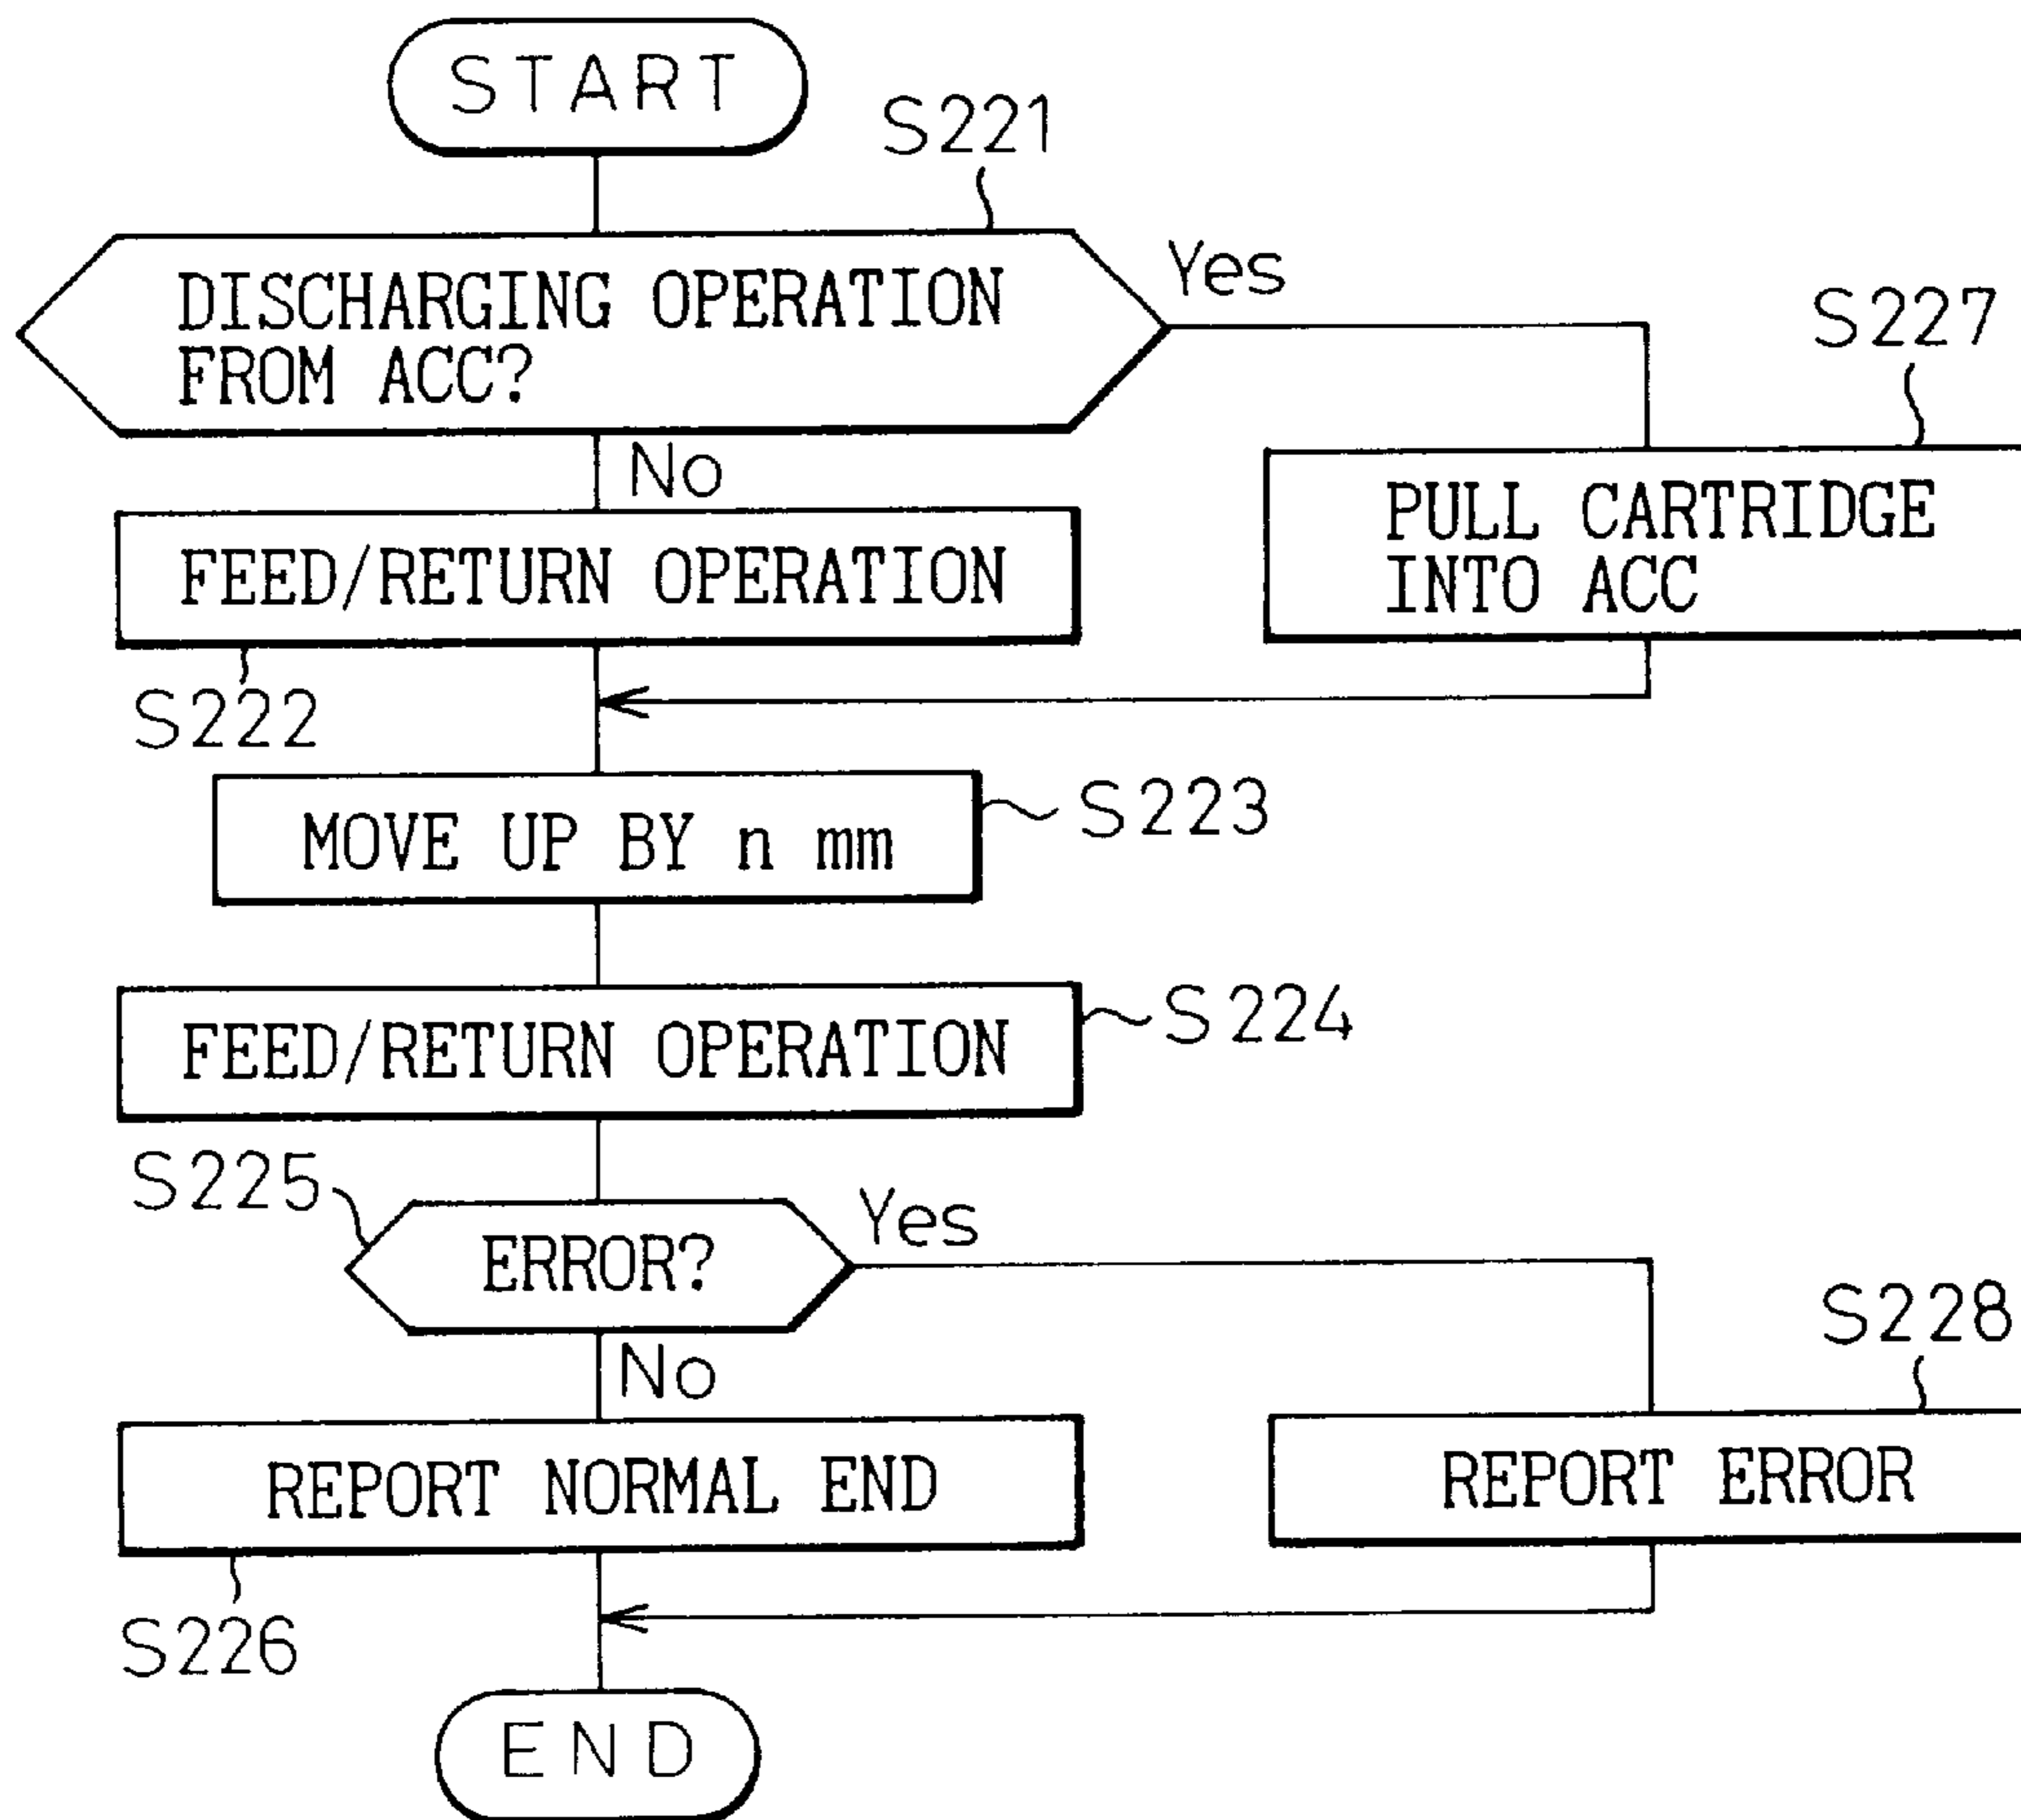 START
S221
DISCHARGING OPERATION
FROM ACC?
Yes
No
S227
PULL CARTRIDGE
INTO ACC
FEED/RETURN OPERATION
S222
MOVE UP BY n mm
S223
FEED/RETURN OPERATION
S224
S225
ERROR?
Yes
No
S228
REPORT NORMAL END
REPORT ERROR
S226
END